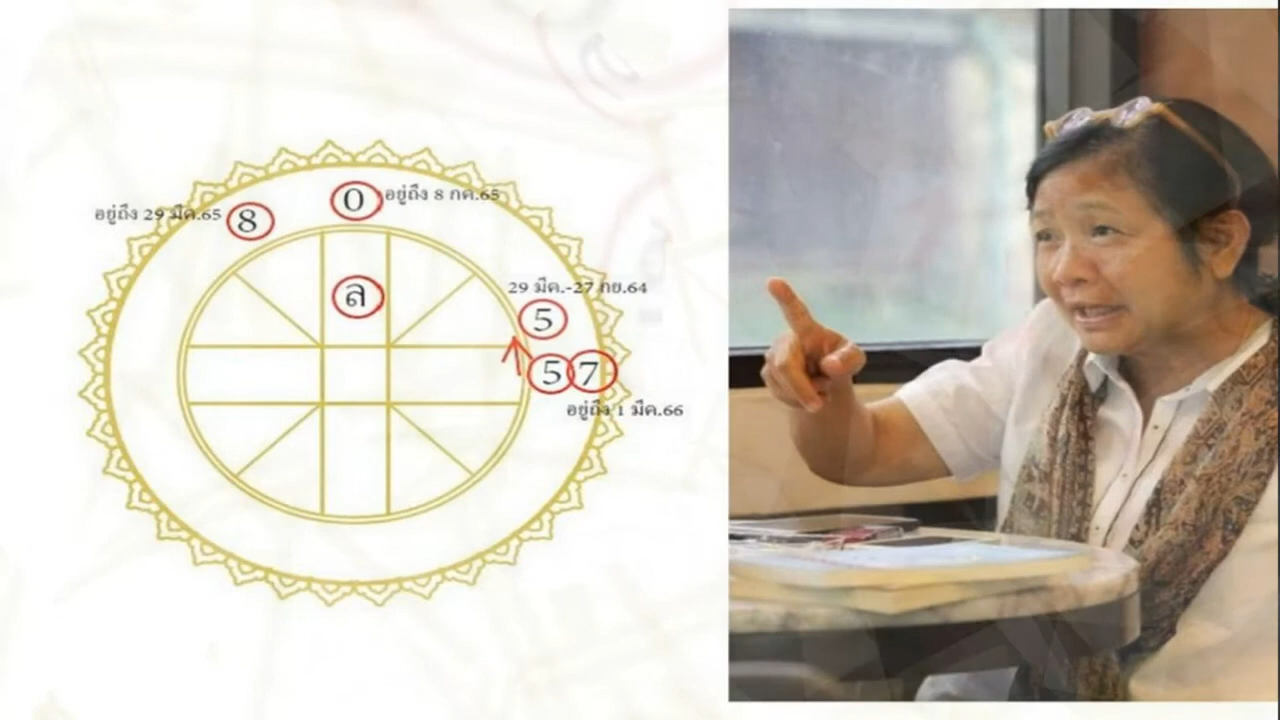 อยู่ถึง 29 มีค.65
8
0
อยู่ถึง 8 กค.65
ล
29 มีค.-27 กย.64
5
5 7
อยู่ถึง 1 มีค.66